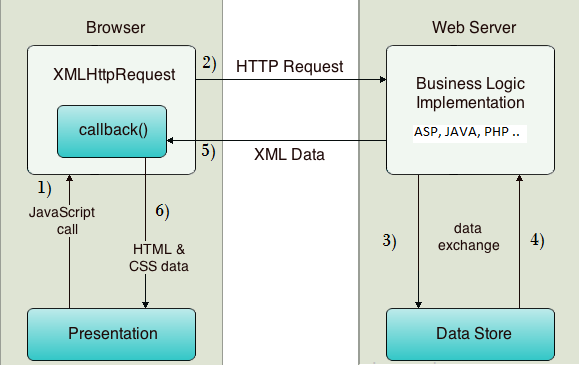 Browser
Web Server
XMLHttpRequest
callback()
2)
HTTP Request
Business Logic
Implementation
ASP, JAVA, PHP ..
5)
XML Data
1)
JavaScript
call
6)
HTML &
CSS data
3)
data
exchange
4)
Presentation
Data Store